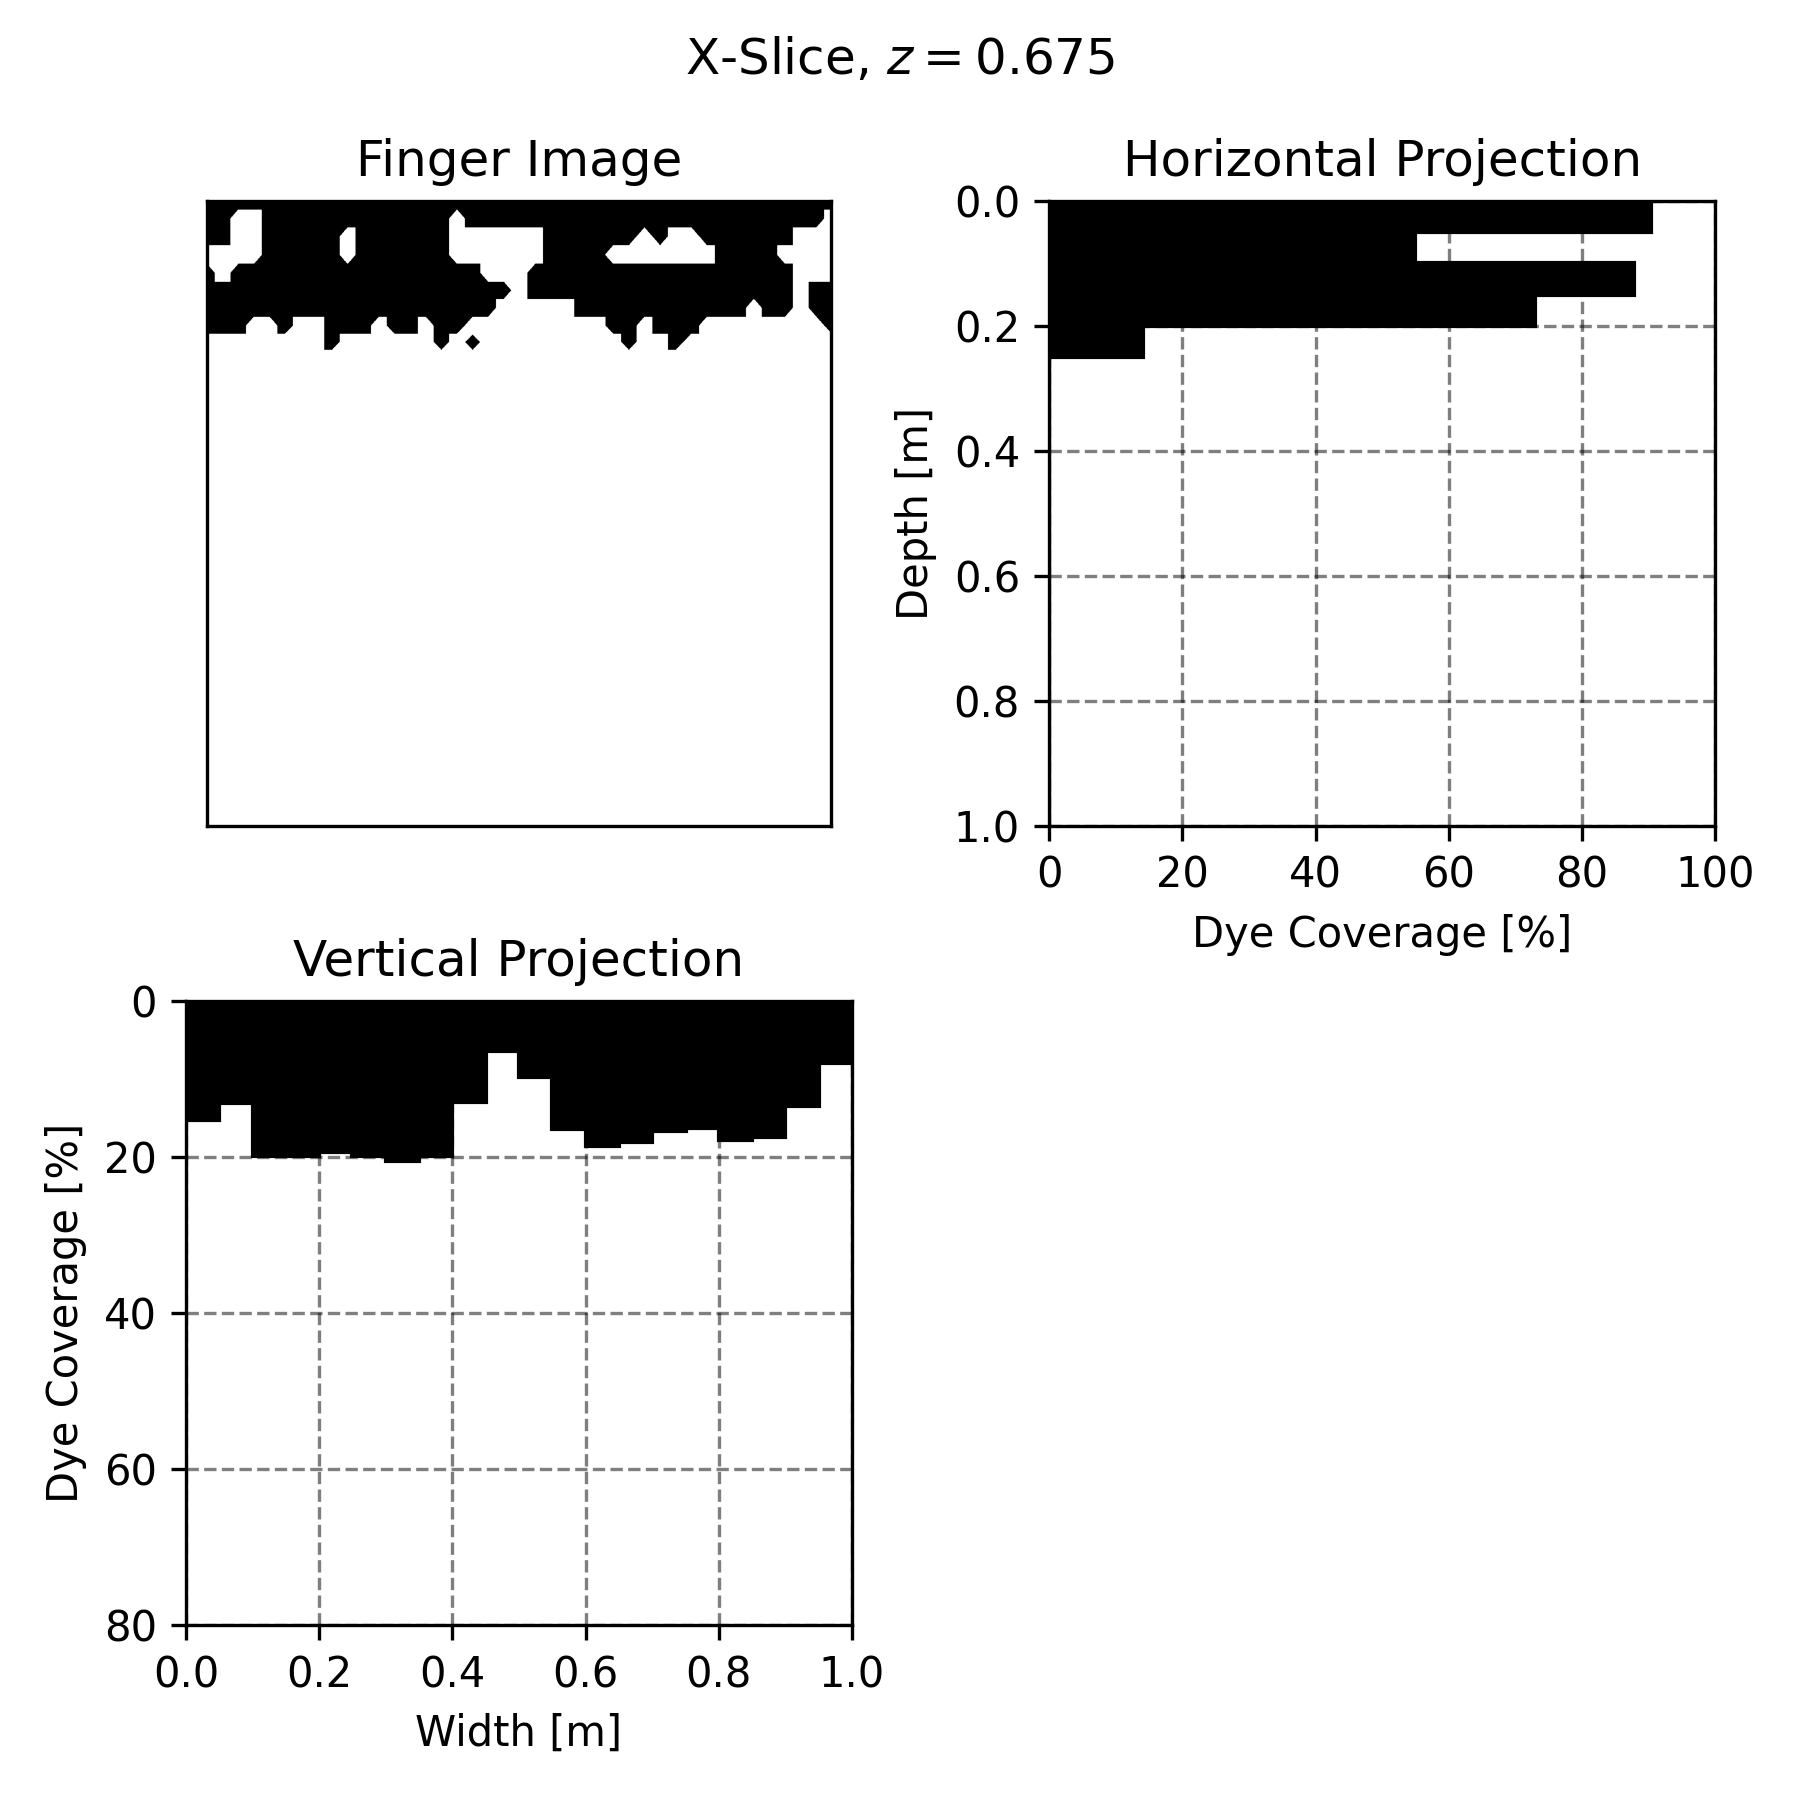 X-Slice, z = 0.675
Finger Image
Horizontal Projection
0.0
0.2
0.4
0.6
0.8
1.0
Depth [m]
0 20 40 60 80 100
Dye Coverage [%]
Vertical Projection
0
20
40
60
80
Dye Coverage [%]
0.0 0.2 0.4 0.6 0.8 1.0
Width [m]